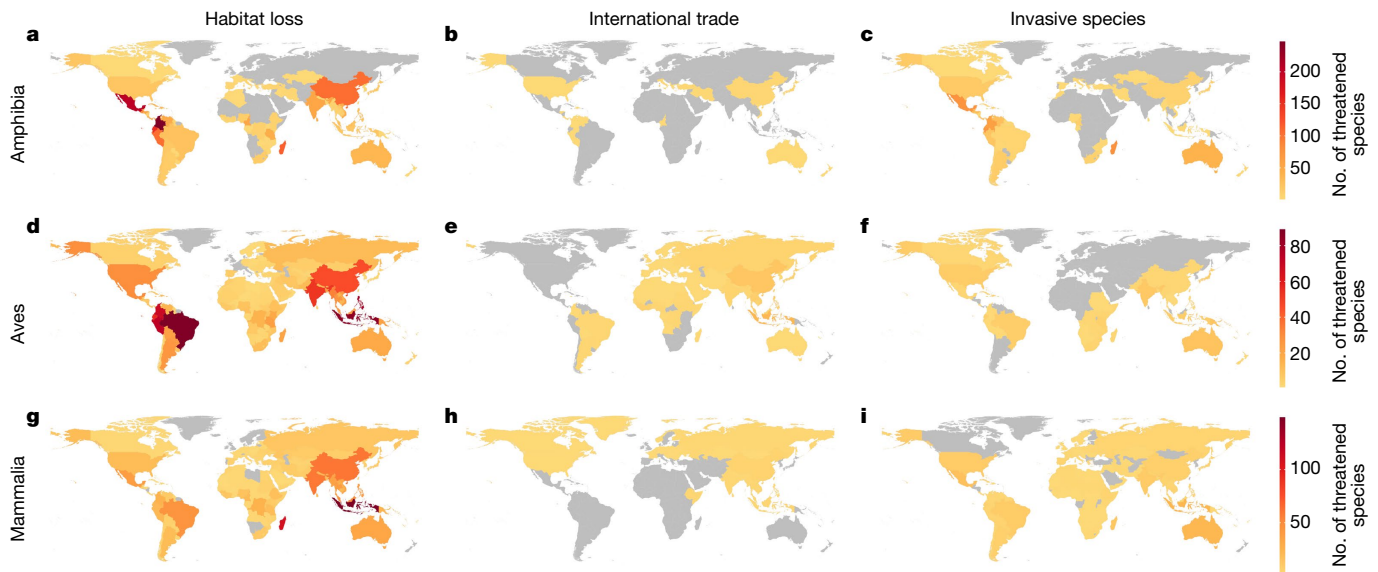 Habitat loss
International trade
Invasive species
a
b
c
Amphibia
200
150
100
50
No. of threatened
species
d
e
f
Aves
80
60
40
20
No. of threatened
species
g
h
i
Mammalia
100
50
No. of threatened
species